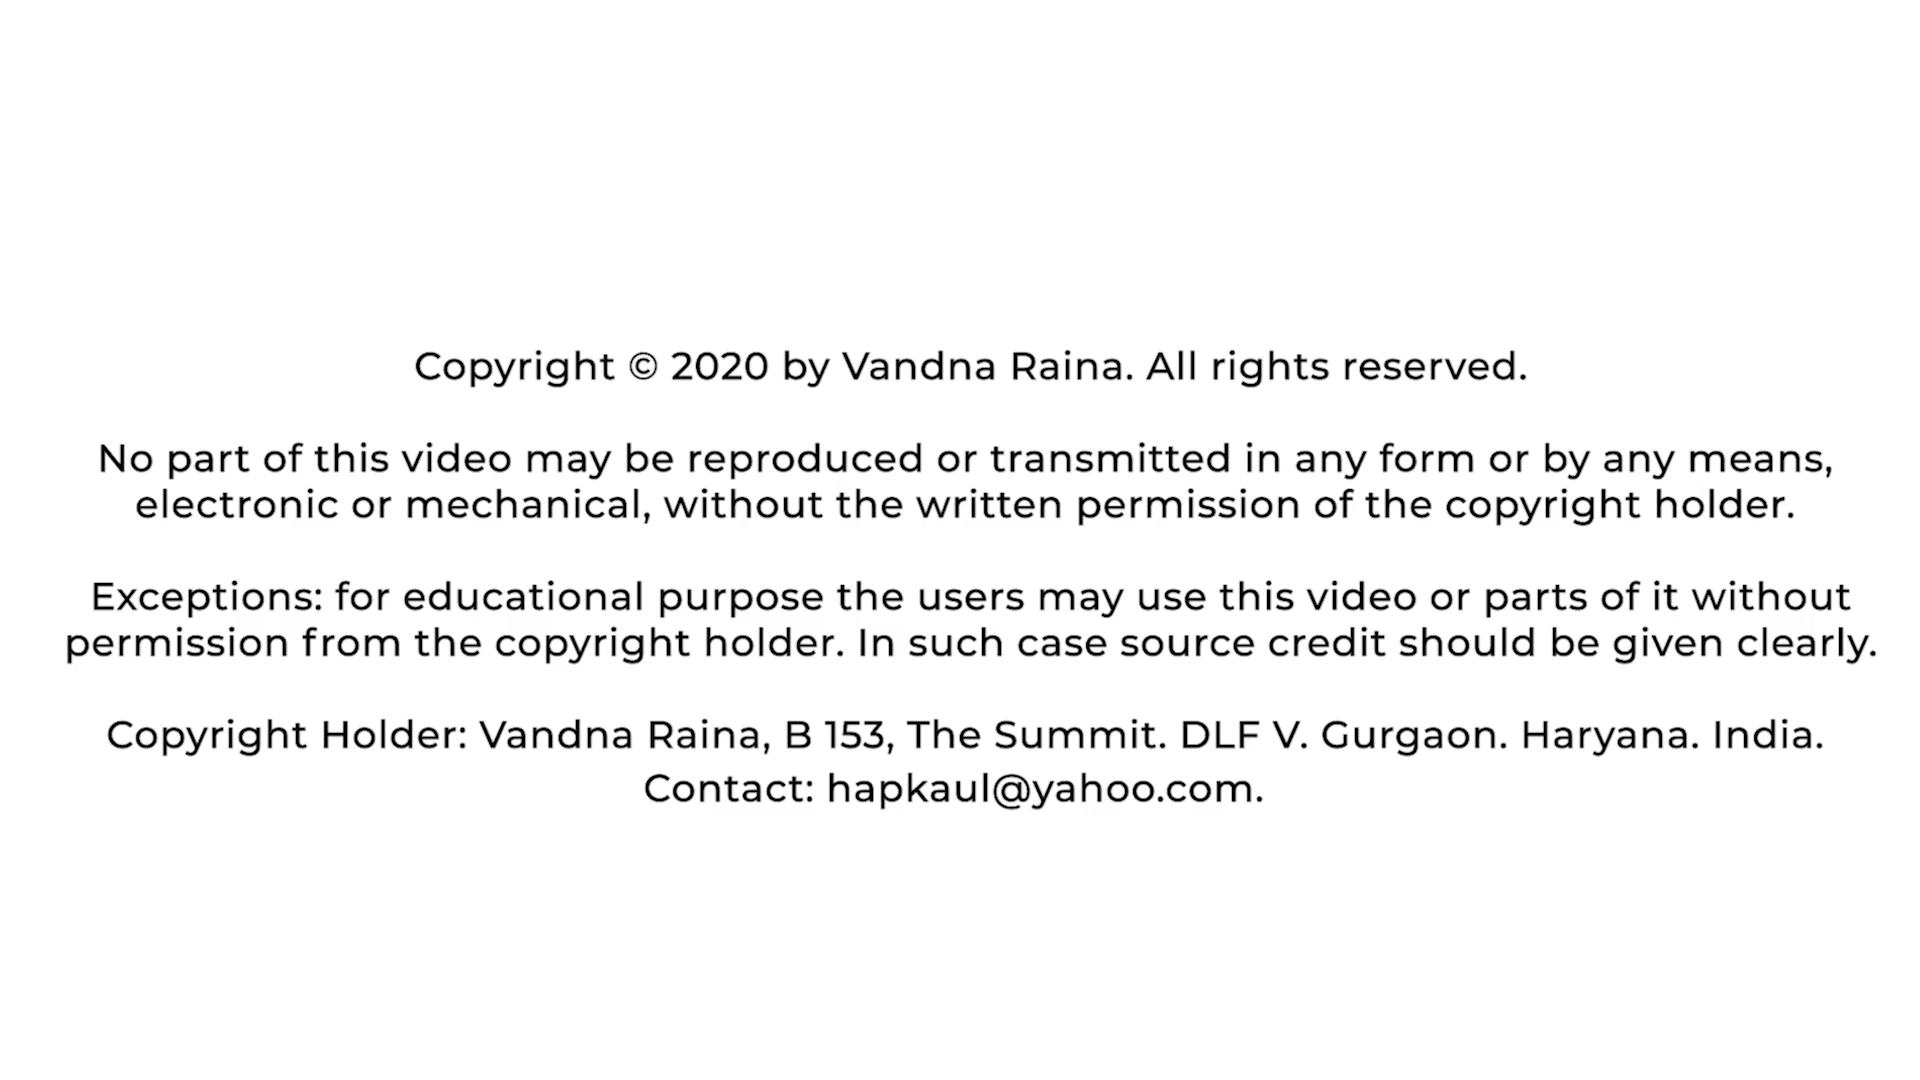 Copyright © 2020 by Vandna Raina. All rights reserved.
No part of this video may be reproduced or transmitted in any form or by any means,
electronic or mechanical, without the written permission of the copyright holder.
Exceptions: for educational purpose the users may use this video or parts of it without
permission from the copyright holder. In such case source credit should be given clearly.
Copyright Holder: Vandna Raina, B 153, The Summit. DLF V. Gurgaon. Haryana. India.
Contact: hapkaul@yahoo.com.